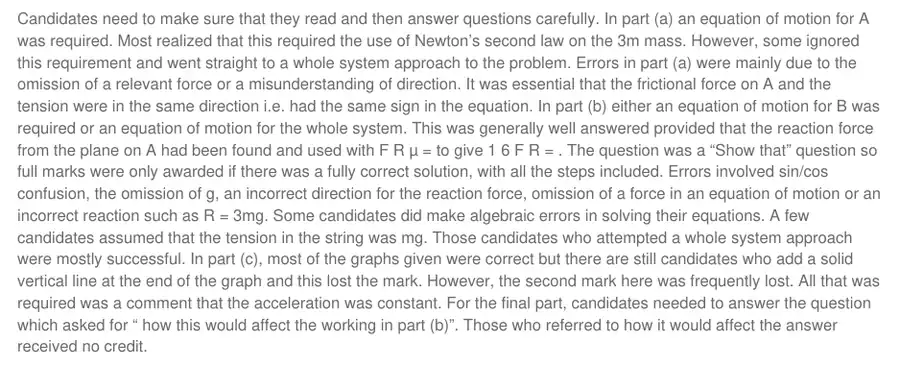 Candidates need to make sure that they read and then answer questions carefully. In part (a) an equation of motion for A
was required. Most realized that this required the use of Newton's second law on the 3m mass. However, some ignored
this requirement and went straight to a whole system approach to the problem. Errors in part (a) were mainly due to the
omission of a relevant force or a misunderstanding of direction. It was essential that the frictional force on A and the
tension were in the same direction i.e. had the same sign in the equation. In part (b) either an equation of motion for B was
required or an equation of motion for the whole system. This was generally well answered provided that the reaction force
from the plane on A had been found and used with F R μ = to give 1 6 F R = . The question was a “Show that” question so
full marks were only awarded if there was a fully correct solution, with all the steps included. Errors involved sin/cos
confusion, the omission of g, an incorrect direction for the reaction force, omission of a force in an equation of motion or an
incorrect reaction such as R = 3mg. Some candidates did make algebraic errors in solving their equations. A few
candidates assumed that the tension in the string was mg. Those candidates who attempted a whole system approach
were mostly successful. In part (c), most of the graphs given were correct but there are still candidates who add a solid
vertical line at the end of the graph and this lost the mark. However, the second mark here was frequently lost. All that was
required was a comment that the acceleration was constant. For the final part, candidates needed to answer the question
which asked for “ how this would affect the working in part (b)”. Those who referred to how it would affect the answer
received no credit.